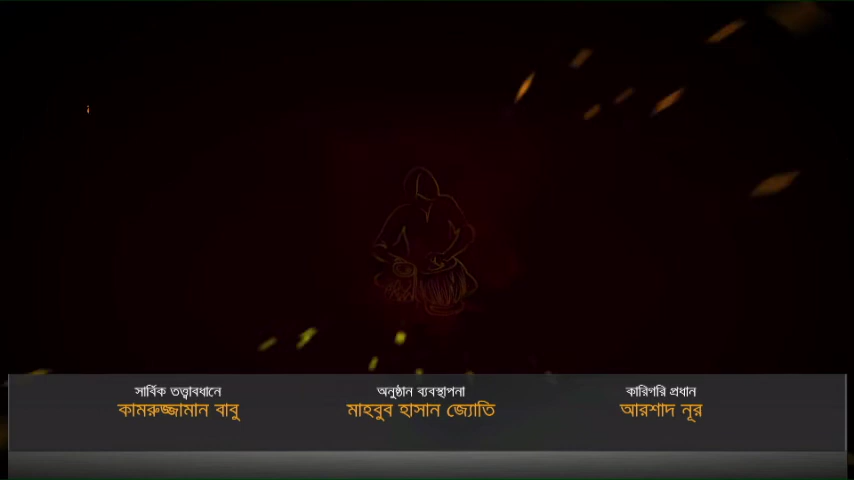 সার্বিক তত্ত্বাবধানে
কামরুজ্জামান বাবু
অনুষ্ঠান ব্যবস্থাপনা
মাহবুব হাসান জ্যোতি
কারিগরি প্রধান
আরশাদ নূর